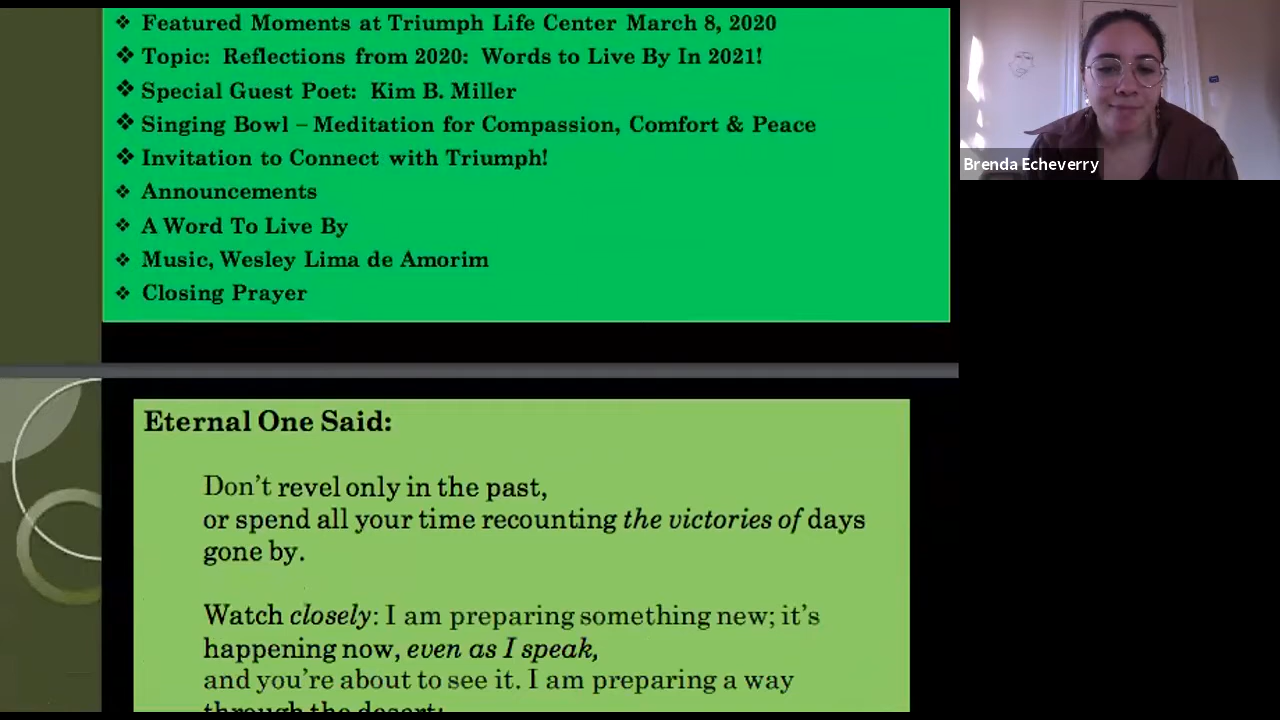 ❖ Featured Moments at Triumph Life Center March 8, 2020
❖ Topic: Reflections from 2020: Words to Live By In 2021!
❖ Special Guest Poet: Kim B. Miller
❖ Singing Bowl – Meditation for Compassion, Comfort & Peace
❖ Invitation to Connect with Triumph!
❖ Announcements
❖ A Word To Live By
❖ Music, Wesley Lima de Amorim
❖ Closing Prayer
Brenda Echeverry
Eternal One Said:
Don't revel only in the past,
or spend all your time recounting the victories of days
gone by.
Watch closely: I am preparing something new; it's
happening now, even as I speak,
and you're about to see it. I am preparing a way
through the desert;